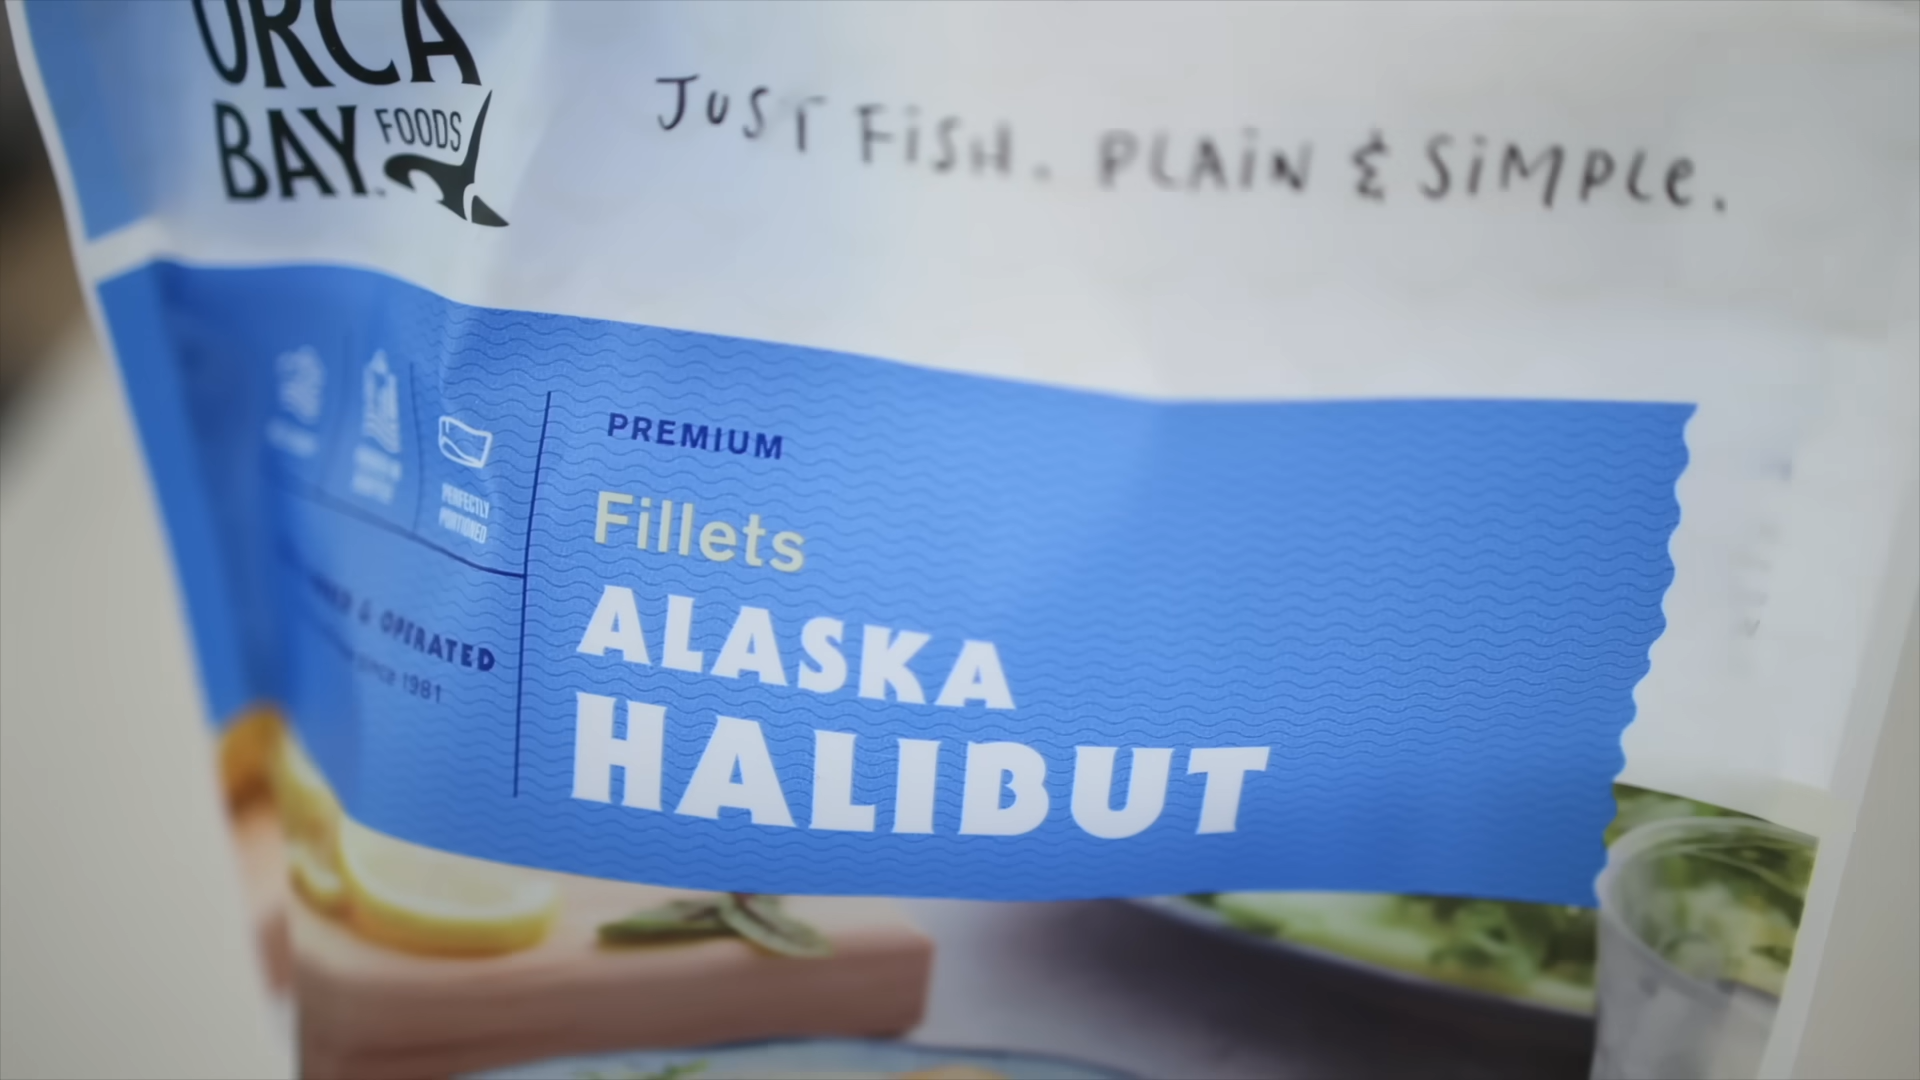 ORCA
BAY FOODS
JUST FiSH. PLAiN & SiMPLe.
PERFECTLY
PORTIONED
& OPERATED
SINCE 1981
PREMIUM
Fillets
ALASKA
HALIBUT